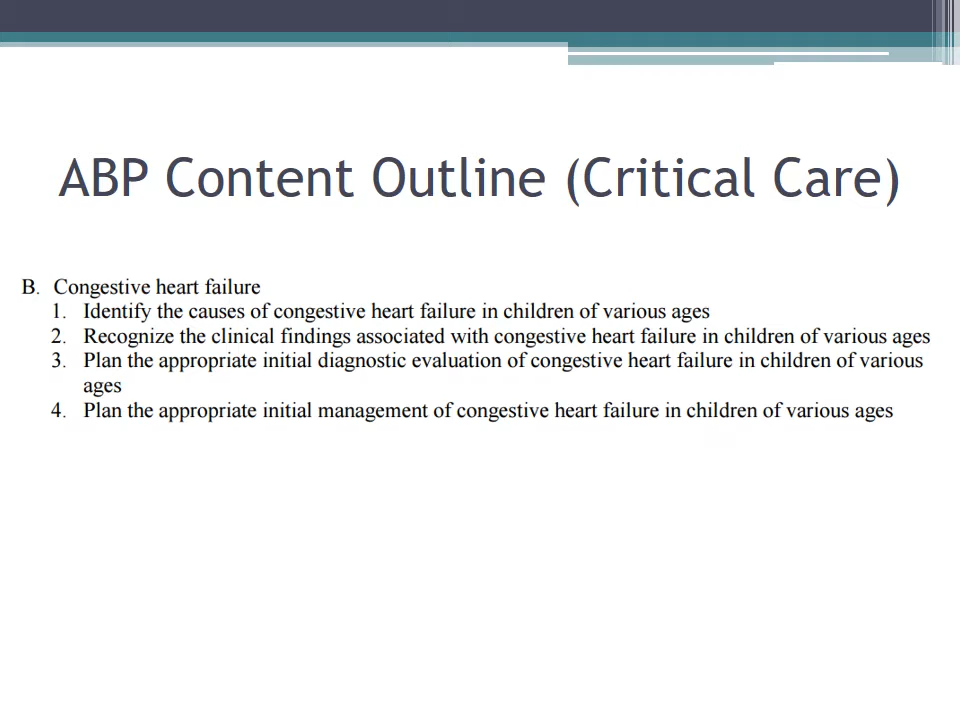 ABP Content Outline (Critical Care)
B. Congestive heart failure
1. Identify the causes of congestive heart failure in children of various ages
2. Recognize the clinical findings associated with congestive heart failure in children of various ages
3. Plan the appropriate initial diagnostic evaluation of congestive heart failure in children of various
ages
4. Plan the appropriate initial management of congestive heart failure in children of various ages